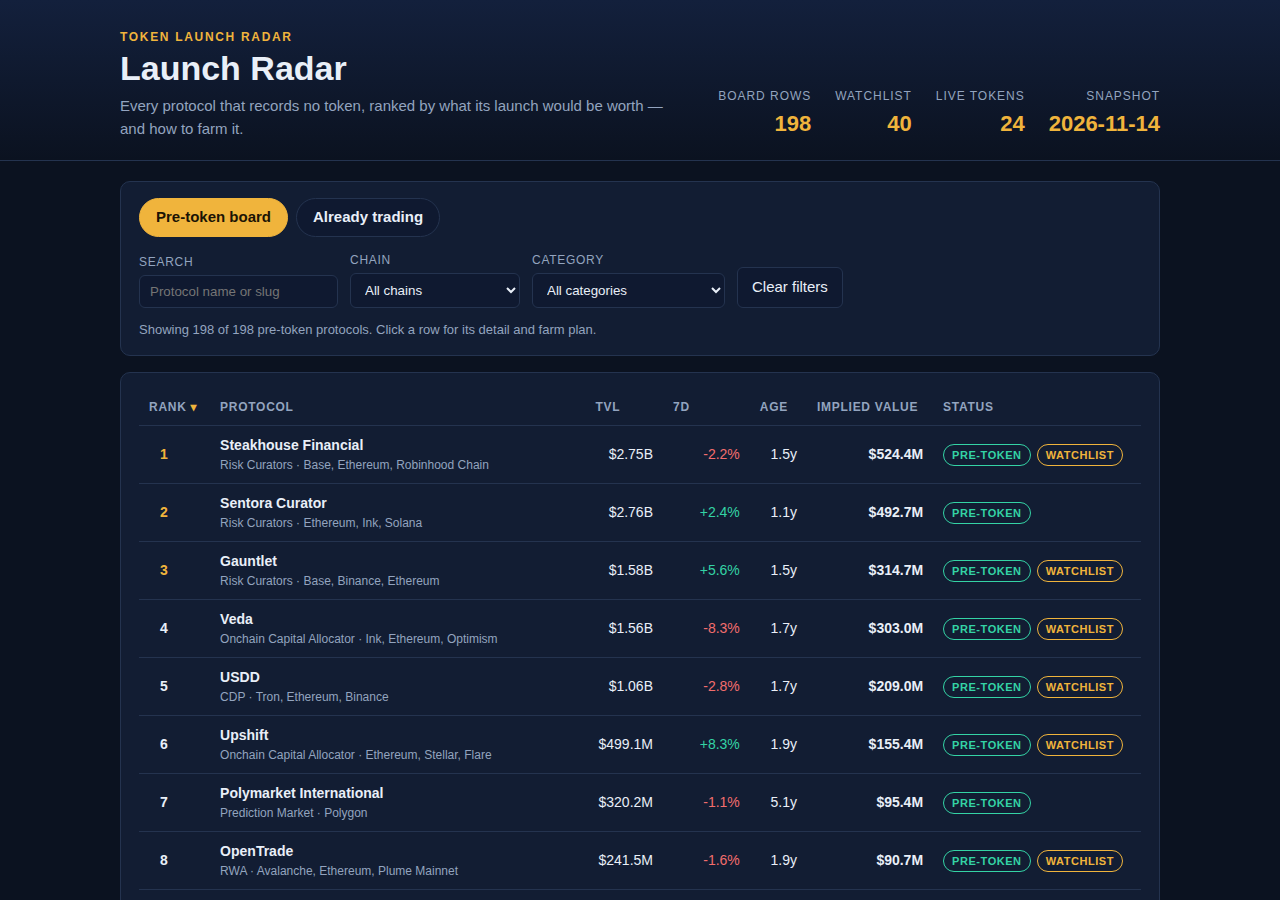 TOKEN LAUNCH RADAR
Launch Radar
Every protocol that records no token, ranked by what its launch would be worth —
and how to farm it.
BOARD ROWS WATCHLIST LIVE TOKENS SNAPSHOT
198 40 24 2026-11-14
Pre-token board Already trading
SEARCH CHAIN CATEGORY
Protocol name or slug All chains All categories Clear filters
Showing 198 of 198 pre-token protocols. Click a row for its detail and farm plan.
RANK ▼ PROTOCOL TVL 7D AGE IMPLIED VALUE STATUS
1 Steakhouse Financial $2.75B -2.2% 1.5y $524.4M PRE-TOKEN WATCHLIST
Risk Curators · Base, Ethereum, Robinhood Chain
2 Sentora Curator $2.76B +2.4% 1.1y $492.7M PRE-TOKEN
Risk Curators · Ethereum, Ink, Solana
3 Gauntlet $1.58B +5.6% 1.5y $314.7M PRE-TOKEN WATCHLIST
Risk Curators · Base, Binance, Ethereum
4 Veda $1.56B -8.3% 1.7y $303.0M PRE-TOKEN WATCHLIST
Onchain Capital Allocator · Ink, Ethereum, Optimism
5 USDD $1.06B -2.8% 1.7y $209.0M PRE-TOKEN WATCHLIST
CDP · Tron, Ethereum, Binance
6 Upshift $499.1M +8.3% 1.9y $155.4M PRE-TOKEN WATCHLIST
Onchain Capital Allocator · Ethereum, Stellar, Flare
7 Polymarket International $320.2M -1.1% 5.1y $95.4M PRE-TOKEN
Prediction Market · Polygon
8 OpenTrade $241.5M -1.6% 1.9y $90.7M PRE-TOKEN WATCHLIST
RWA · Avalanche, Ethereum, Plume Mainnet